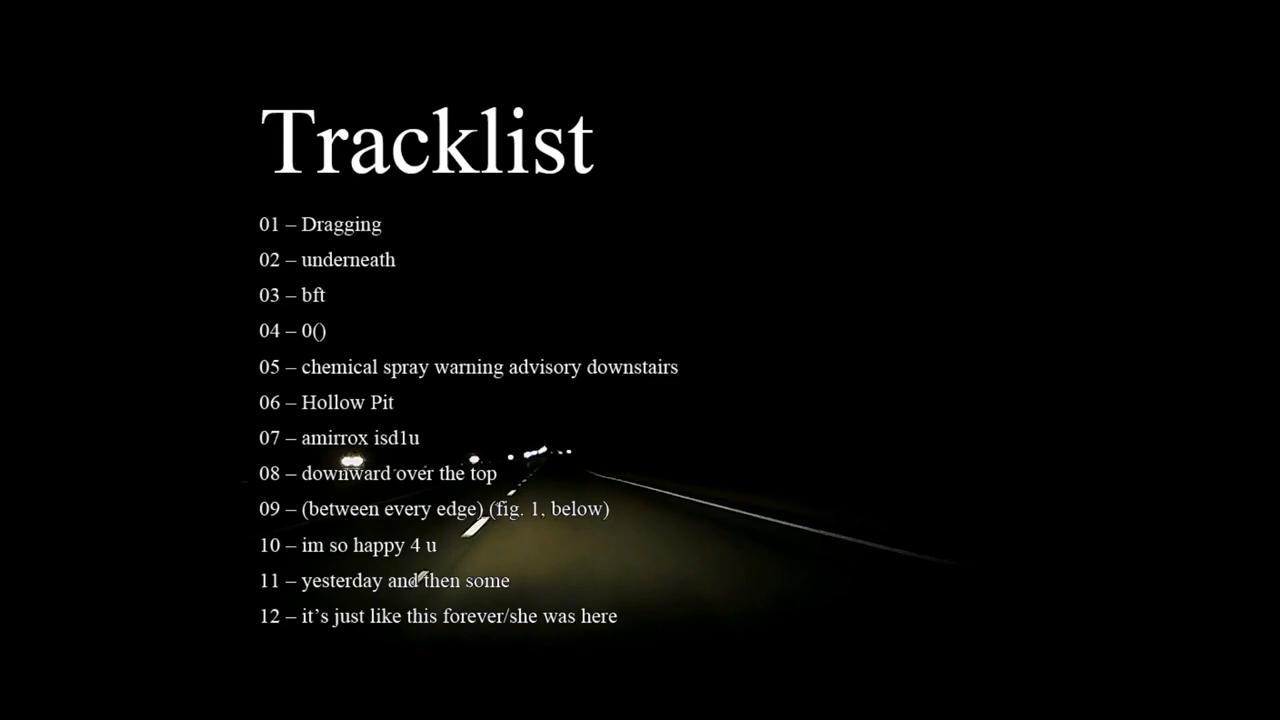 Tracklist
01 – Dragging
02 – underneath
03 – bft
04 – 0()
05 – chemical spray warning advisory downstairs
06 – Hollow Pit
07 – amirrox isd1u
08 – downward over the top
09 – (between every edge) (fig. 1, below)
10 – im so happy 4 u
11 – yesterday and then some
12 – it’s just like this forever/she was here